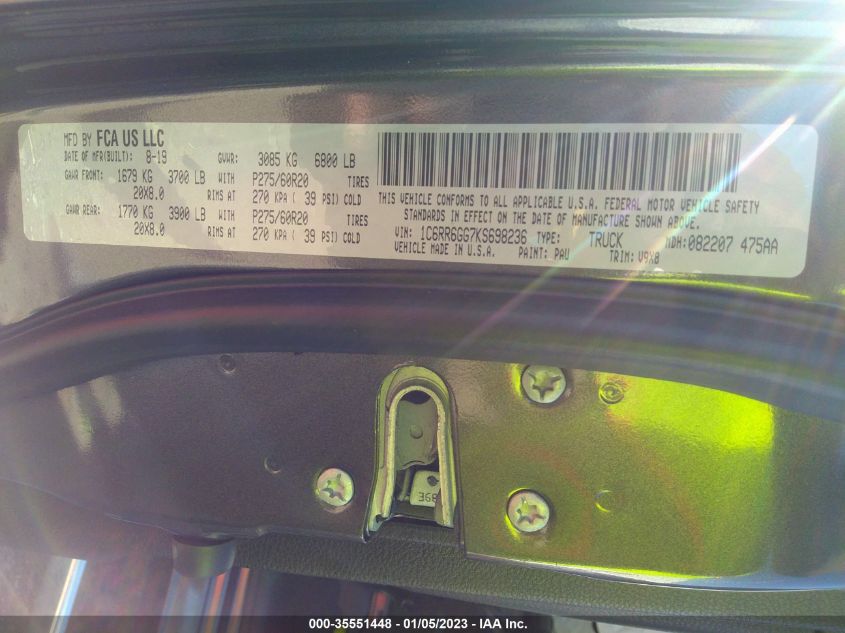 MFD BY FCA US LLC
DATE OF MFR(BUILT): 8-19 GVWR: 3085 KG 6800 LB
GAWR FRONT: 1679 KG 3700 LB WITH P275/60R20 TIRES
20X8.0 RIMS AT 270 KPA ( 39 PSI) COLD
GAWR REAR: 1770 KG 3900 LB WITH P275/60R20 TIRES
20X8.0 RIMS AT 270 KPA ( 39 PSI) COLD
THIS VEHICLE CONFORMS TO ALL APPLICABLE U.S.A. FEDERAL MOTOR VEHICLE SAFETY
STANDARDS IN EFFECT ON THE DATE OF MANUFACTURE SHOWN ABOVE.
VIN: 1C6RR6GG7KS698236 TYPE: TRUCK MDH:082207 475AA
VEHICLE MADE IN U.S.A. PAINT: PAU TRIM: V9X8
000-35551448 - 01/05/2023 - IAA Inc.